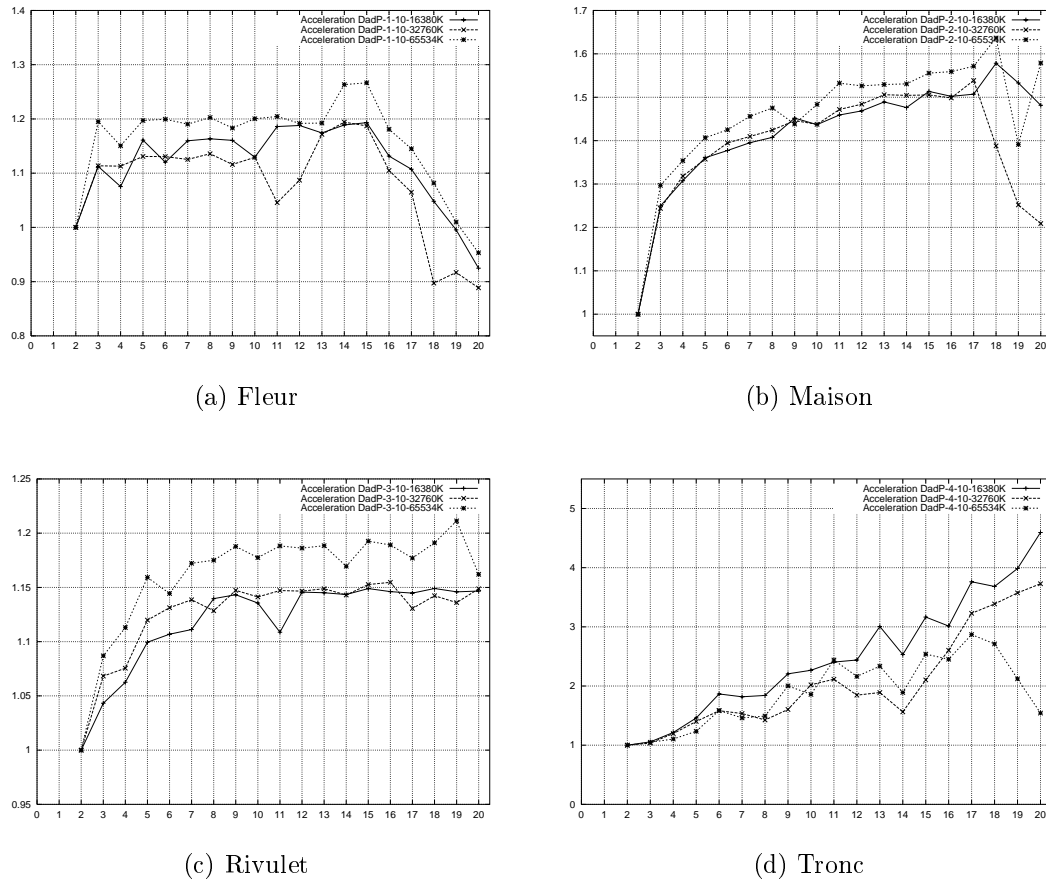 1.4
1.3
1.2
1.1
1
0.9
0.8
Acceleration DadP-1-10-16380K
Acceleration DadP-1-10-32760K
Acceleration DadP-1-10-65534K
0 1 2 3 4 5 6 7 8 9 10 11 12 13 14 15 16 17 18 19 20
(a) Fleur
1.7
1.6
1.5
1.4
1.3
1.2
1.1
1
Acceleration DadP-2-10-16380K
Acceleration DadP-2-10-32760K
Acceleration DadP-2-10-65534K
0 1 2 3 4 5 6 7 8 9 10 11 12 13 14 15 16 17 18 19 20
(b) Maison
1.25
1.2
1.15
1.1
1.05
1
0.95
Acceleration DadP-3-10-16380K
Acceleration DadP-3-10-32760K
Acceleration DadP-3-10-65534K
0 1 2 3 4 5 6 7 8 9 10 11 12 13 14 15 16 17 18 19 20
(c) Rivulet
5
4
3
2
1
0
Acceleration DadP-4-10-16380K
Acceleration DadP-4-10-32760K
Acceleration DadP-4-10-65534K
0 1 2 3 4 5 6 7 8 9 10 11 12 13 14 15 16 17 18 19 20
(d) Tronc